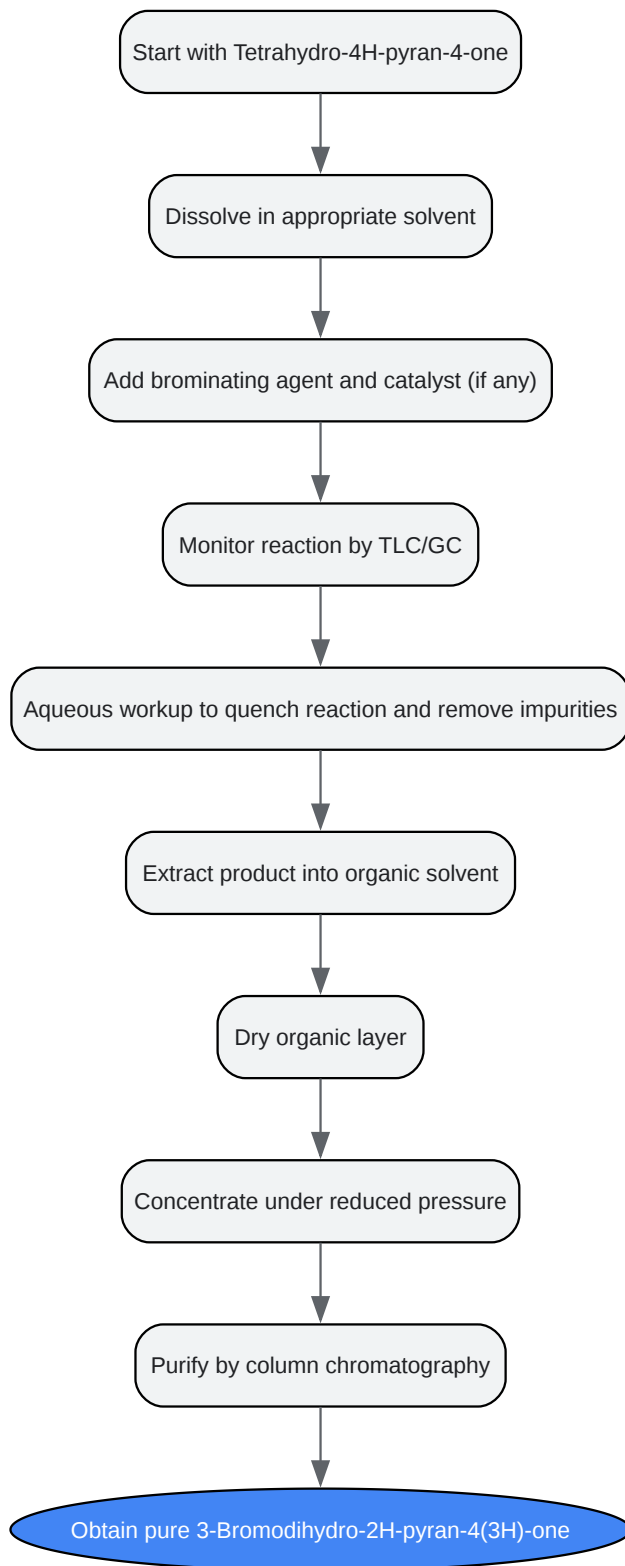 Start with Tetrahydro-4H-pyran-4-one
Dissolve in appropriate solvent
Add brominating agent and catalyst (if any)
Monitor reaction by TLC/GC
Aqueous workup to quench reaction and remove impurities
Extract product into organic solvent
Dry organic layer
Concentrate under reduced pressure
Purify by column chromatography
Obtain pure 3-Bromodihydro-2H-pyran-4(3H)-one